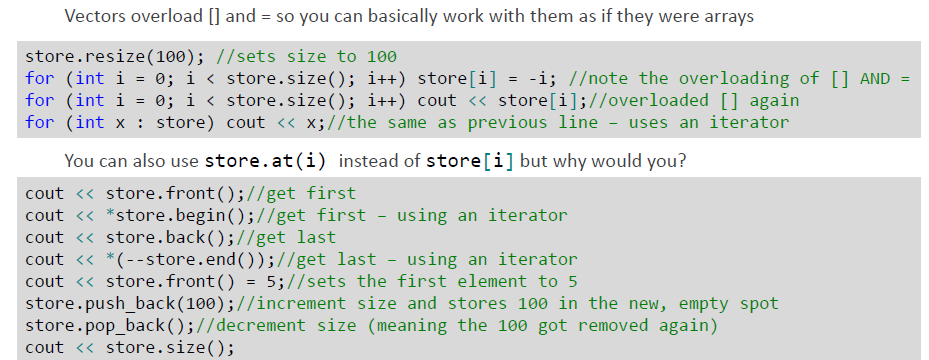 Vectors overload [] and = so you can basically work with them as if they were arrays
store.resize(100); //sets size to 100
for (int i = 0; i < store.size(); i++) store[i] = -i; //note the overloading of [] AND =
for (int i = 0; i < store.size(); i++) cout << store[i];//overloaded [] again
for (int x : store) cout << x;//the same as previous line – uses an iterator
You can also use store.at(i) instead of store[i] but why would you?
cout << store.front();//get first
cout << *store.begin();//get first – using an iterator
cout << store.back();//get last
cout << *(--store.end());//get last – using an iterator
cout << store.front() = 5;//sets the first element to 5
store.push_back(100);//increment size and stores 100 in the new, empty spot
store.pop_back();//decrement size (meaning the 100 got removed again)
cout << store.size();